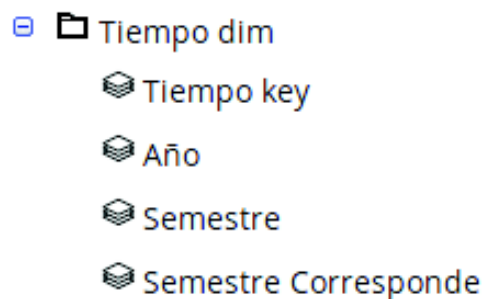 Tiempo dim
Tiempo key
Año
Semestre
Semestre Corresponde